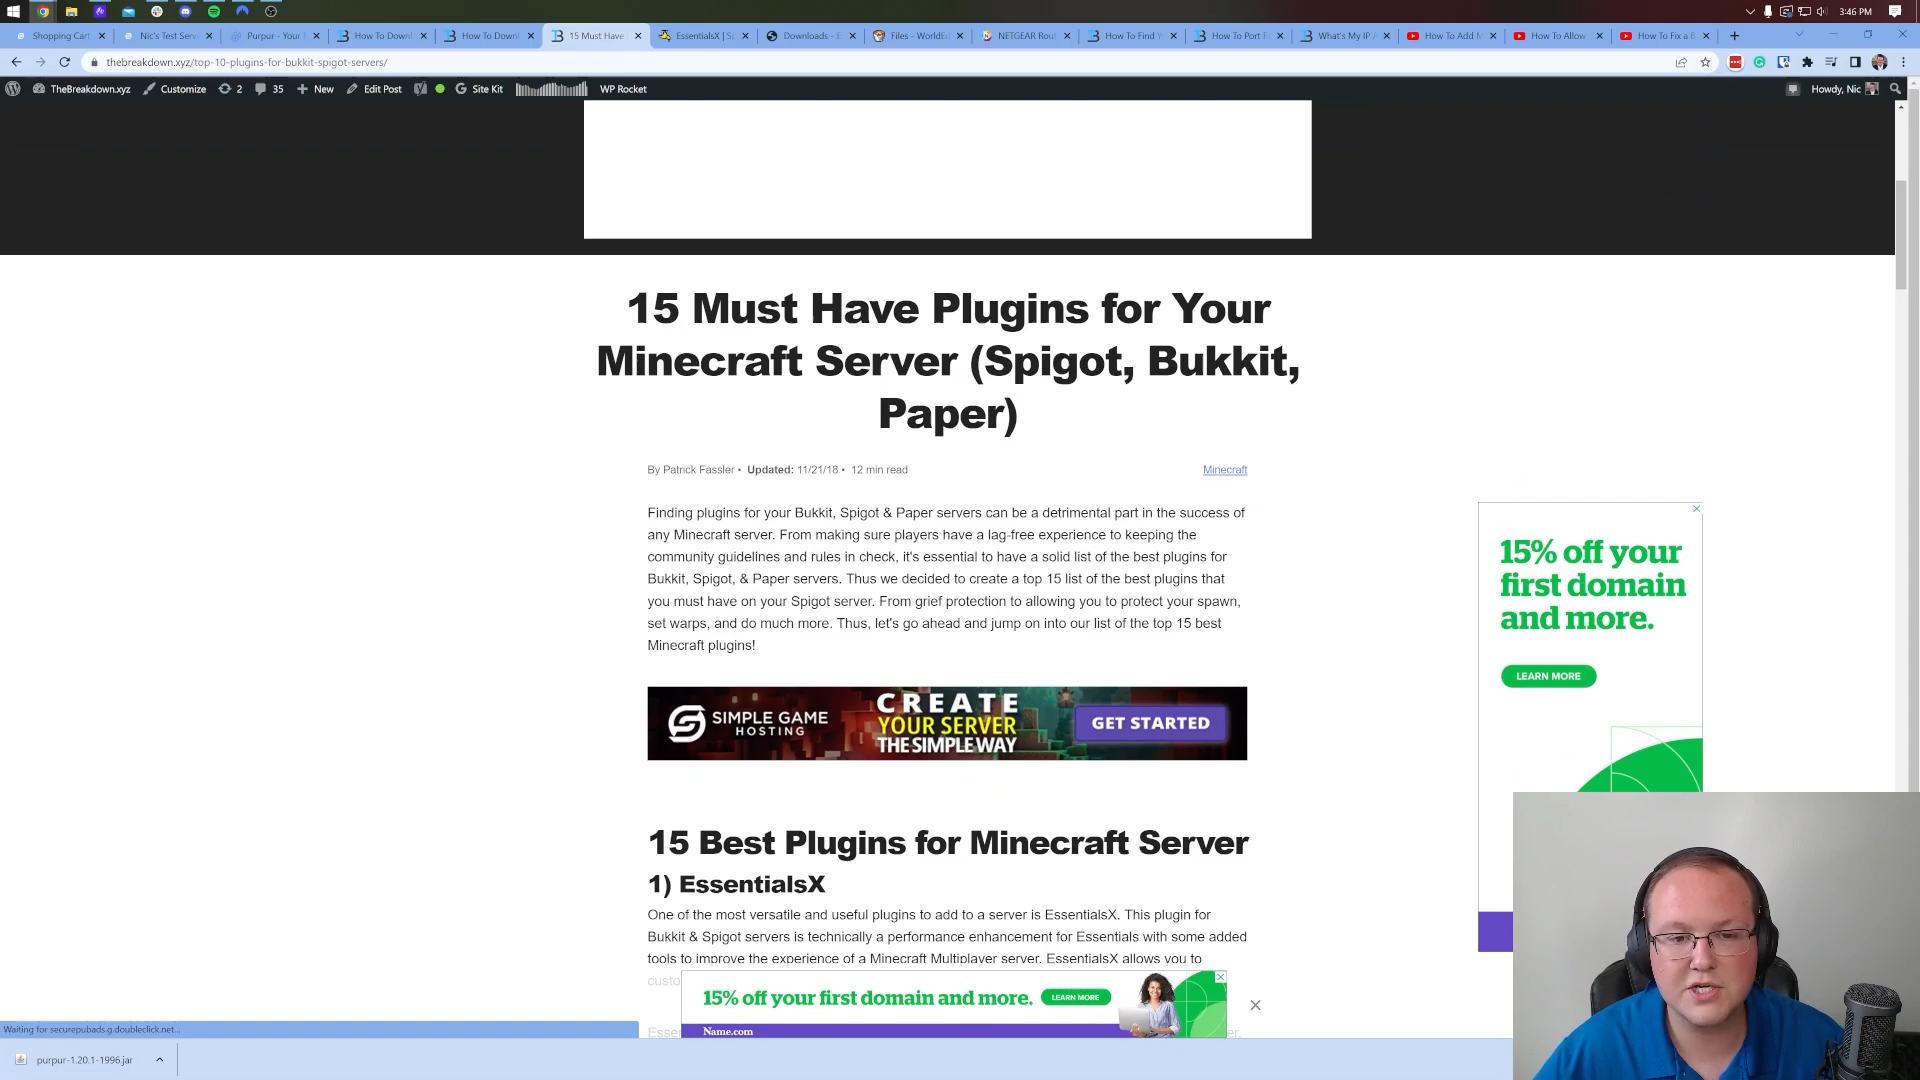 3:46 PM
Shopping Cart
Nic's Test Serv
Purpur - Your
How To Downl
How To Downl
15 Must Have
EssentialsX | Sc
Downloads - E
Files - WorldEd
NETGEAR Rout
How To Find Y
How To Port F
What's My IP A
How To Add M
How To Allow
How To Fix a B
thebreakdown.xyz/top-10-plugins-for-bukkit-spigot-servers/
TheBreakdown.xyz
Customize
2
35
New
Edit Post
Site Kit
WP Rocket
Howdy, Nic
15 Must Have Plugins for Your
Minecraft Server (Spigot, Bukkit,
Paper)
By Patrick Fassler • Updated: 11/21/18 • 12 min read
Minecraft
Finding plugins for your Bukkit, Spigot & Paper servers can be a detrimental part in the success of
any Minecraft server. From making sure players have a lag-free experience to keeping the
community guidelines and rules in check, it's essential to have a solid list of the best plugins for
Bukkit, Spigot, & Paper servers. Thus we decided to create a top 15 list of the best plugins that
you must have on your Spigot server. From grief protection to allowing you to protect your spawn,
set warps, and do much more. Thus, let's go ahead and jump on into our list of the top 15 best
Minecraft plugins!
SIMPLE GAME
HOSTING
CREATE
YOUR SERVER
THE SIMPLE WAY
GET STARTED
15% off your
first domain
and more.
LEARN MORE
15 Best Plugins for Minecraft Server
1) EssentialsX
One of the most versatile and useful plugins to add to a server is EssentialsX. This plugin for
Bukkit & Spigot servers is technically a performance enhancement for Essentials with some added
tools to improve the experience of a Minecraft Multiplayer server. EssentialsX allows you to
custo
15% off your first domain and more.
LEARN MORE
Name.com
Esse
er.
Waiting for securepubads.g.doubleclick.net...
purpur-1.20.1-1996.jar